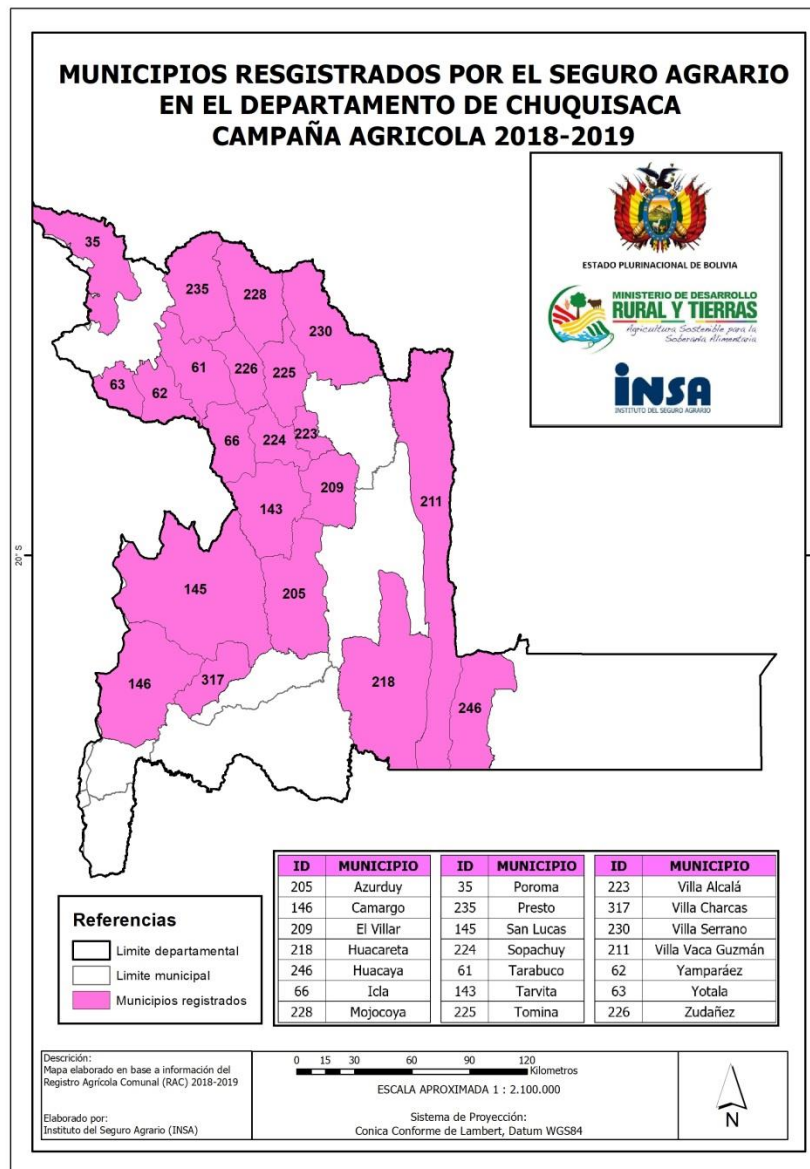 MUNICIPIOS RESGISTRADOS POR EL SEGURO AGRARIO
EN EL DEPARTAMENTO DE CHUQUISACA
CAMPAÑA AGRICOLA 2018-2019
ESTADO PLURINACIONAL DE BOLIVIA
MINISTERIO DE DESARROLLO
RURAL Y TIERRAS
Agricultura Sostenible para la
Soberanía Alimentaria
INSA
INSTITUTO DEL SEGURO AGRARIO
35
235
228
230
61
226
225
63
62
66
224
223
209
211
143
20° S
145
205
146
317
218
246
ID MUNICIPIO ID MUNICIPIO ID MUNICIPIO
205 Azurduy 35 Poroma 223 Villa Alcalá
146 Camargo 235 Presto 317 Villa Charcas
209 El Villar 145 San Lucas 230 Villa Serrano
218 Huacareta 224 Sopachuy 211 Villa Vaca Guzmán
246 Huacaya 61 Tarabuco 62 Yamparáez
66 Icla 143 Tarvita 63 Yotala
228 Mojocoya 225 Tomina 226 Zudañez
Referencias
Limite departamental
Limite municipal
Municipios registrados
Descrición:
Mapa elaborado en base a información del
Registro Agrícola Comunal (RAC) 2018-2019
Elaborado por:
Instituto del Seguro Agrario (INSA)
0 15 30 60 90 120
Kilometros
ESCALA APROXIMADA 1 : 2.100.000
Sistema de Proyección:
Conica Conforme de Lambert, Datum WGS84
N